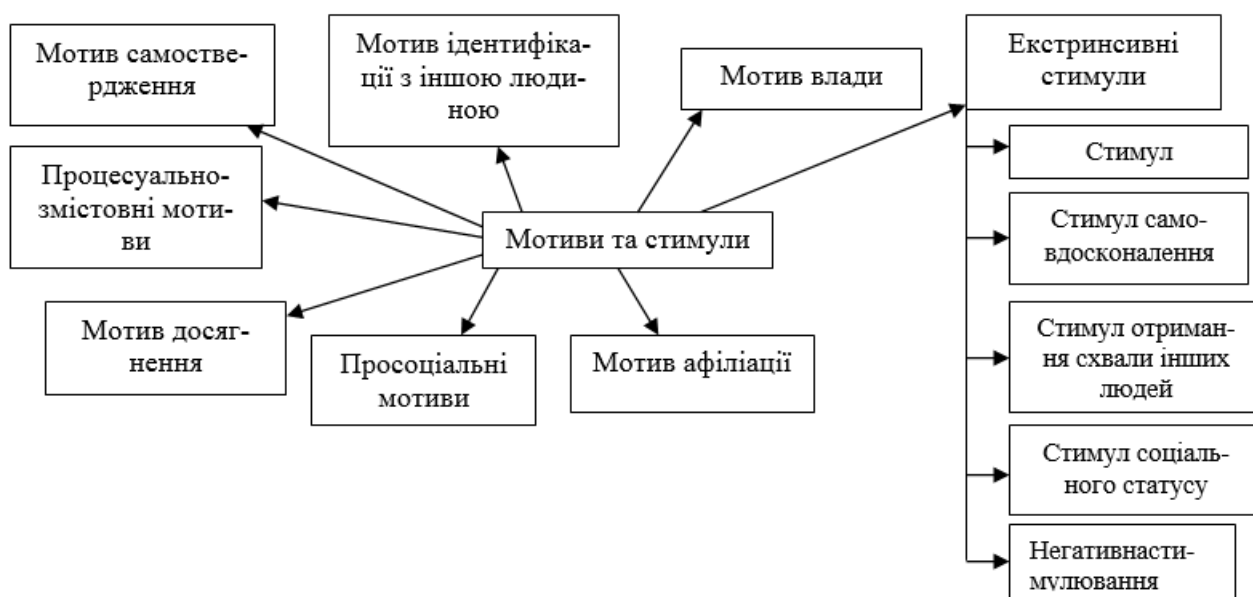 Мотив самостве-
рдження
Мотив ідентифіка-
ції з іншою люди-
ною
Мотив влади
Екстринсивні
стимули
Процесуально-
змістовні моти-
ви
Мотиви та стимули
Мотив досяг-
нення
Просоціальні
мотиви
Мотив афіліації
Стимул
Стимул само-
вдосконалення
Стимул отриман-
ня схвали інших
людей
Стимул соціаль-
ного статусу
Негативнасти-
мулювання